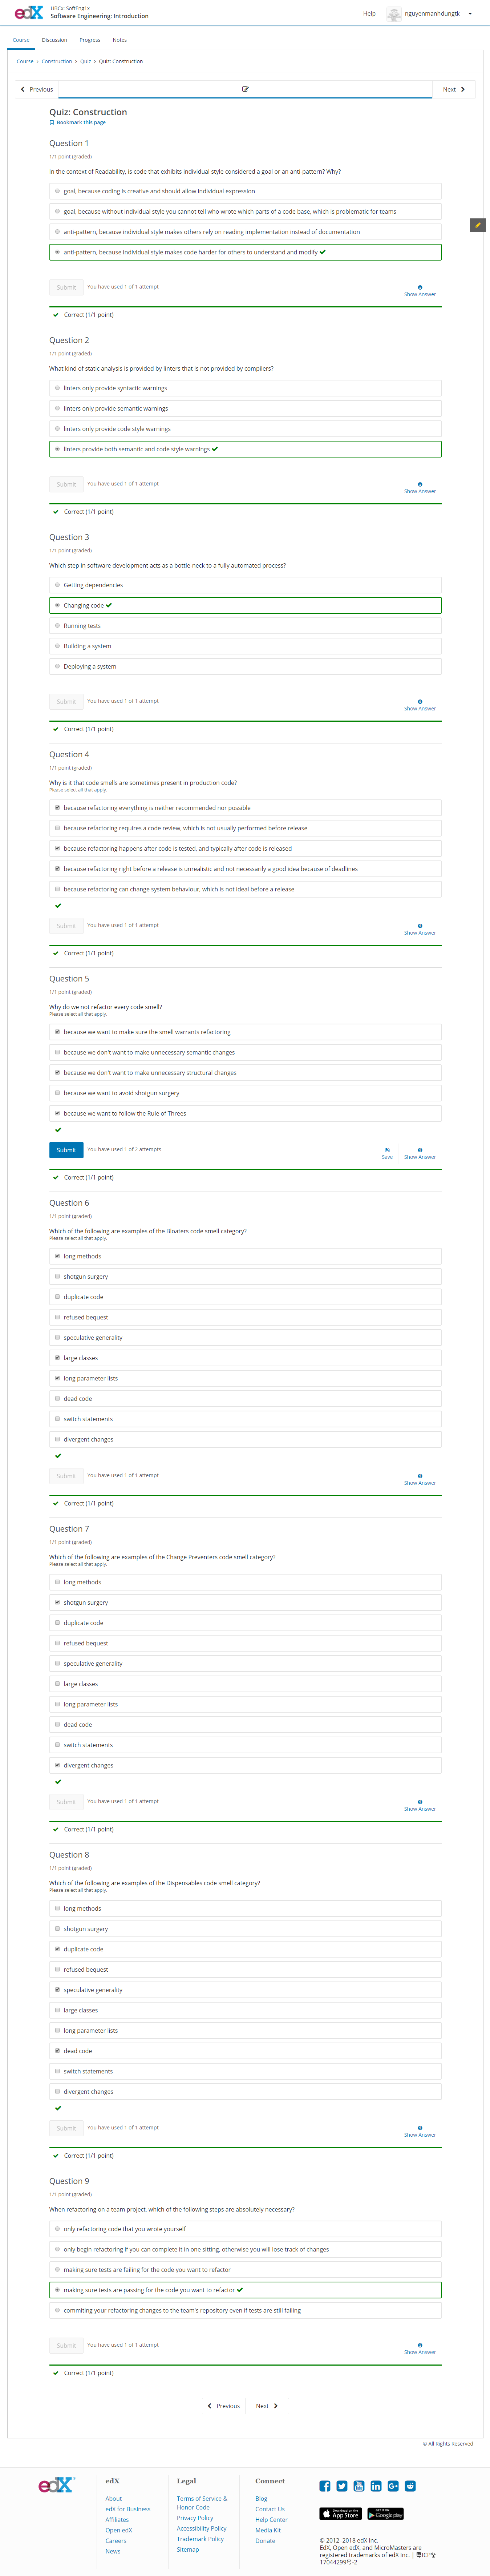 edX
UBCx: SoftEng1x
Software Engineering: Introduction
Help
nguyenmanhdungtk
Course Discussion Progress Notes
Course › Construction › Quiz › Quiz: Construction
Previous
Next
Quiz: Construction
Bookmark this page
Question 1
1/1 point (graded)
In the context of Readability, is code that exhibits individual style considered a goal or an anti-pattern? Why?
goal, because coding is creative and should allow individual expression
goal, because without individual style you cannot tell who wrote which parts of a code base, which is problematic for teams
anti-pattern, because individual style makes others rely on reading implementation instead of documentation
anti-pattern, because individual style makes code harder for others to understand and modify
Submit
You have used 1 of 1 attempt
Show Answer
Correct (1/1 point)
Question 2
1/1 point (graded)
What kind of static analysis is provided by linters that is not provided by compilers?
linters only provide syntactic warnings
linters only provide semantic warnings
linters only provide code style warnings
linters provide both semantic and code style warnings
Submit
You have used 1 of 1 attempt
Show Answer
Correct (1/1 point)
Question 3
1/1 point (graded)
Which step in software development acts as a bottle-neck to a fully automated process?
Getting dependencies
Changing code
Running tests
Building a system
Deploying a system
Submit
You have used 1 of 1 attempt
Show Answer
Correct (1/1 point)
Question 4
1/1 point (graded)
Why is it that code smells are sometimes present in production code?
Please select all that apply.
because refactoring everything is neither recommended nor possible
because refactoring requires a code review, which is not usually performed before release
because refactoring happens after code is tested, and typically after code is released
because refactoring right before a release is unrealistic and not necessarily a good idea because of deadlines
because refactoring can change system behaviour, which is not ideal before a release
Submit
You have used 1 of 1 attempt
Show Answer
Correct (1/1 point)
Question 5
1/1 point (graded)
Why do we not refactor every code smell?
Please select all that apply.
because we want to make sure the smell warrants refactoring
because we don't want to make unnecessary semantic changes
because we don't want to make unnecessary structural changes
because we want to avoid shotgun surgery
because we want to follow the Rule of Threes
Submit
You have used 1 of 2 attempts
Save
Show Answer
Correct (1/1 point)
Question 6
1/1 point (graded)
Which of the following are examples of the Bloaters code smell category?
Please select all that apply.
long methods
shotgun surgery
duplicate code
refused bequest
speculative generality
large classes
long parameter lists
dead code
switch statements
divergent changes
Submit
You have used 1 of 1 attempt
Show Answer
Correct (1/1 point)
Question 7
1/1 point (graded)
Which of the following are examples of the Change Preventers code smell category?
Please select all that apply.
long methods
shotgun surgery
duplicate code
refused bequest
speculative generality
large classes
long parameter lists
dead code
switch statements
divergent changes
Submit
You have used 1 of 1 attempt
Show Answer
Correct (1/1 point)
Question 8
1/1 point (graded)
Which of the following are examples of the Dispensables code smell category?
Please select all that apply.
long methods
shotgun surgery
duplicate code
refused bequest
speculative generality
large classes
long parameter lists
dead code
switch statements
divergent changes
Submit
You have used 1 of 1 attempt
Show Answer
Correct (1/1 point)
Question 9
1/1 point (graded)
When refactoring on a team project, which of the following steps are absolutely necessary?
only refactoring code that you wrote yourself
only begin refactoring if you can complete it in one sitting, otherwise you will lose track of changes
making sure tests are failing for the code you want to refactor
making sure tests are passing for the code you want to refactor
commiting your refactoring changes to the team's repository even if tests are still failing
Submit
You have used 1 of 1 attempt
Show Answer
Correct (1/1 point)
Previous
Next
© All Rights Reserved
edX
edX
About
edX for Business
Affiliates
Open edX
Careers
News
Legal
Terms of Service &
Honor Code
Privacy Policy
Accessibility Policy
Trademark Policy
Sitemap
Connect
Blog
Contact Us
Help Center
Media Kit
Donate
Download on the
App Store
GET IT ON
Google play
© 2012–2018 edX Inc.
EdX, Open edX, and MicroMasters are
registered trademarks of edX Inc. | 粤ICP备
17044299号-2